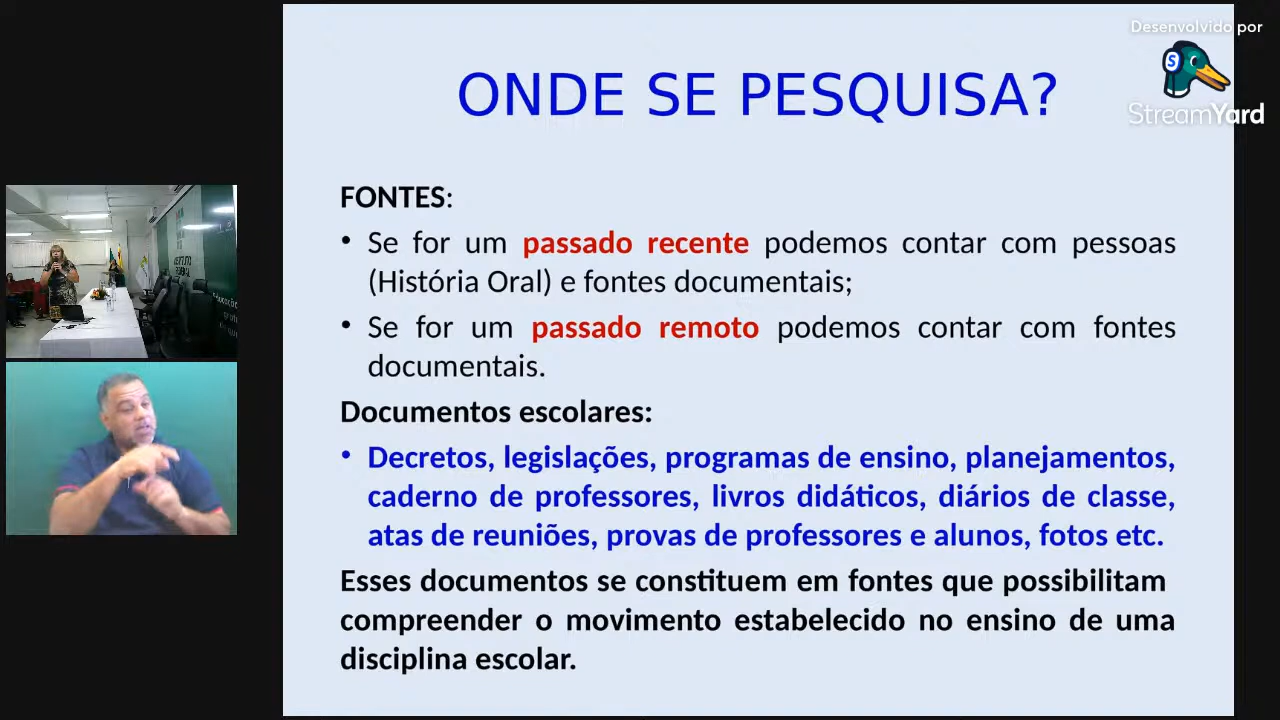 Desenvolvido por
StreamYard
ONDE SE PESQUISA?
FONTES:
• Se for um passado recente podemos contar com pessoas
(História Oral) e fontes documentais;
• Se for um passado remoto podemos contar com fontes
documentais.
Documentos escolares:
• Decretos, legislações, programas de ensino, planejamentos,
caderno de professores, livros didáticos, diários de classe,
atas de reuniões, provas de professores e alunos, fotos etc.
Esses documentos se constituem em fontes que possibilitam
compreender o movimento estabelecido no ensino de uma
disciplina escolar.